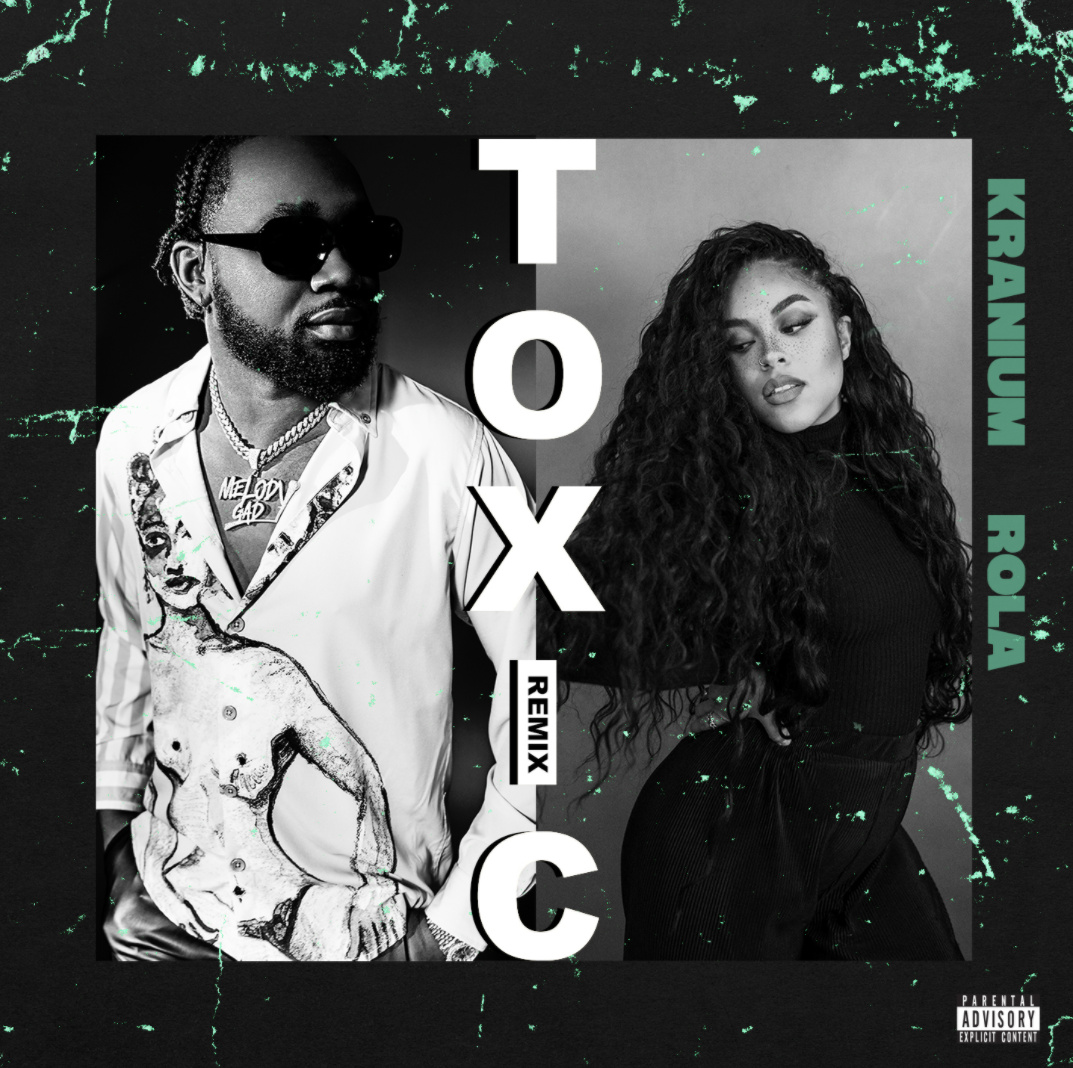 TOXIC
REMIX
KRANIUM ROLA
MELODY
GAD
PARENTAL
ADVISORY
EXPLICIT CONTENT